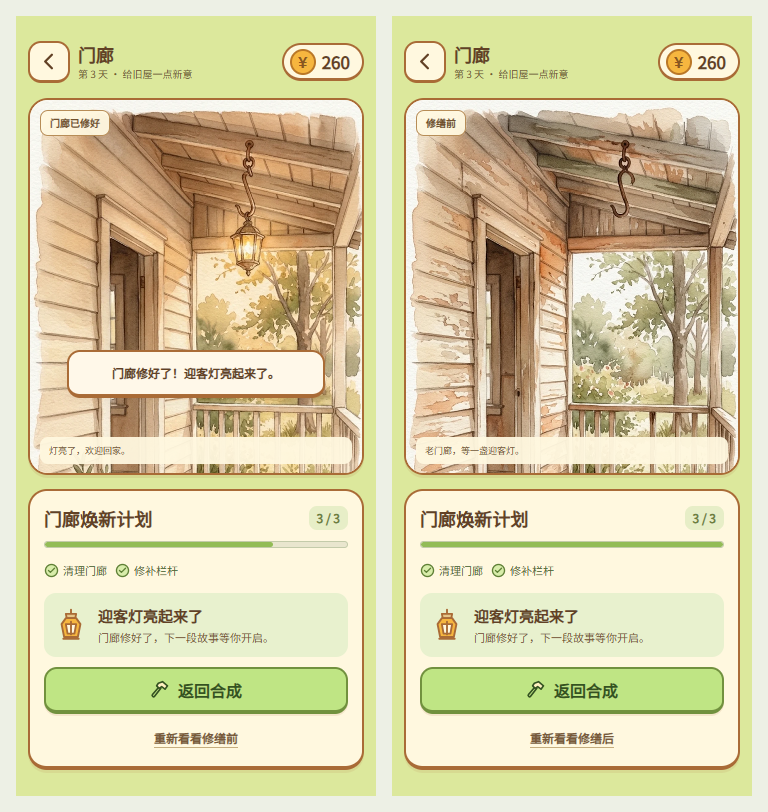 门廊
第 3 天 · 给旧屋一点新意
¥ 260
门廊已修好
门廊修好了！迎客灯亮起来了。
灯亮了，欢迎回家。
门廊焕新计划
3 / 3
清理门廊 修补栏杆
迎客灯亮起来了
门廊修好了，下一段故事等你开启。
返回合成
重新看看修缮前
门廊
第 3 天 · 给旧屋一点新意
¥ 260
修缮前
老门廊，等一盏迎客灯。
门廊焕新计划
3 / 3
清理门廊 修补栏杆
迎客灯亮起来了
门廊修好了，下一段故事等你开启。
返回合成
重新看看修缮后